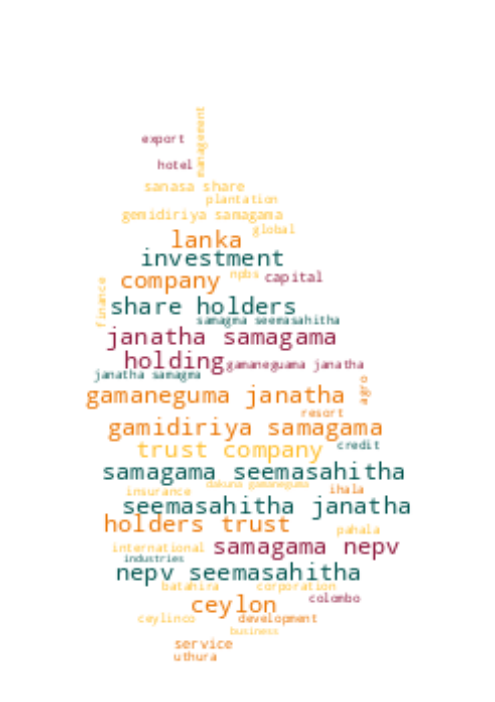 management
export
hotel
sanasa share
plantation
gemidiriya samagama
global
lanka
investment
npbs
capital
company
finance
share holders
samagma seemasahitha
janatha samagama
holding
gamaneguama janatha
janatha samagma
agro
gamaneguma janatha
resort
gamidiriya samagama
credit
trust company
samagama seemasahitha
dakuna gamaneguma
insurance
ihala
seemasahitha janatha
holders trust
pahala
international
samagama nepv
industries
nepv seemasahitha
batahira
corporation
colombo
ceylon
ceylinco
development
business
service
uthura